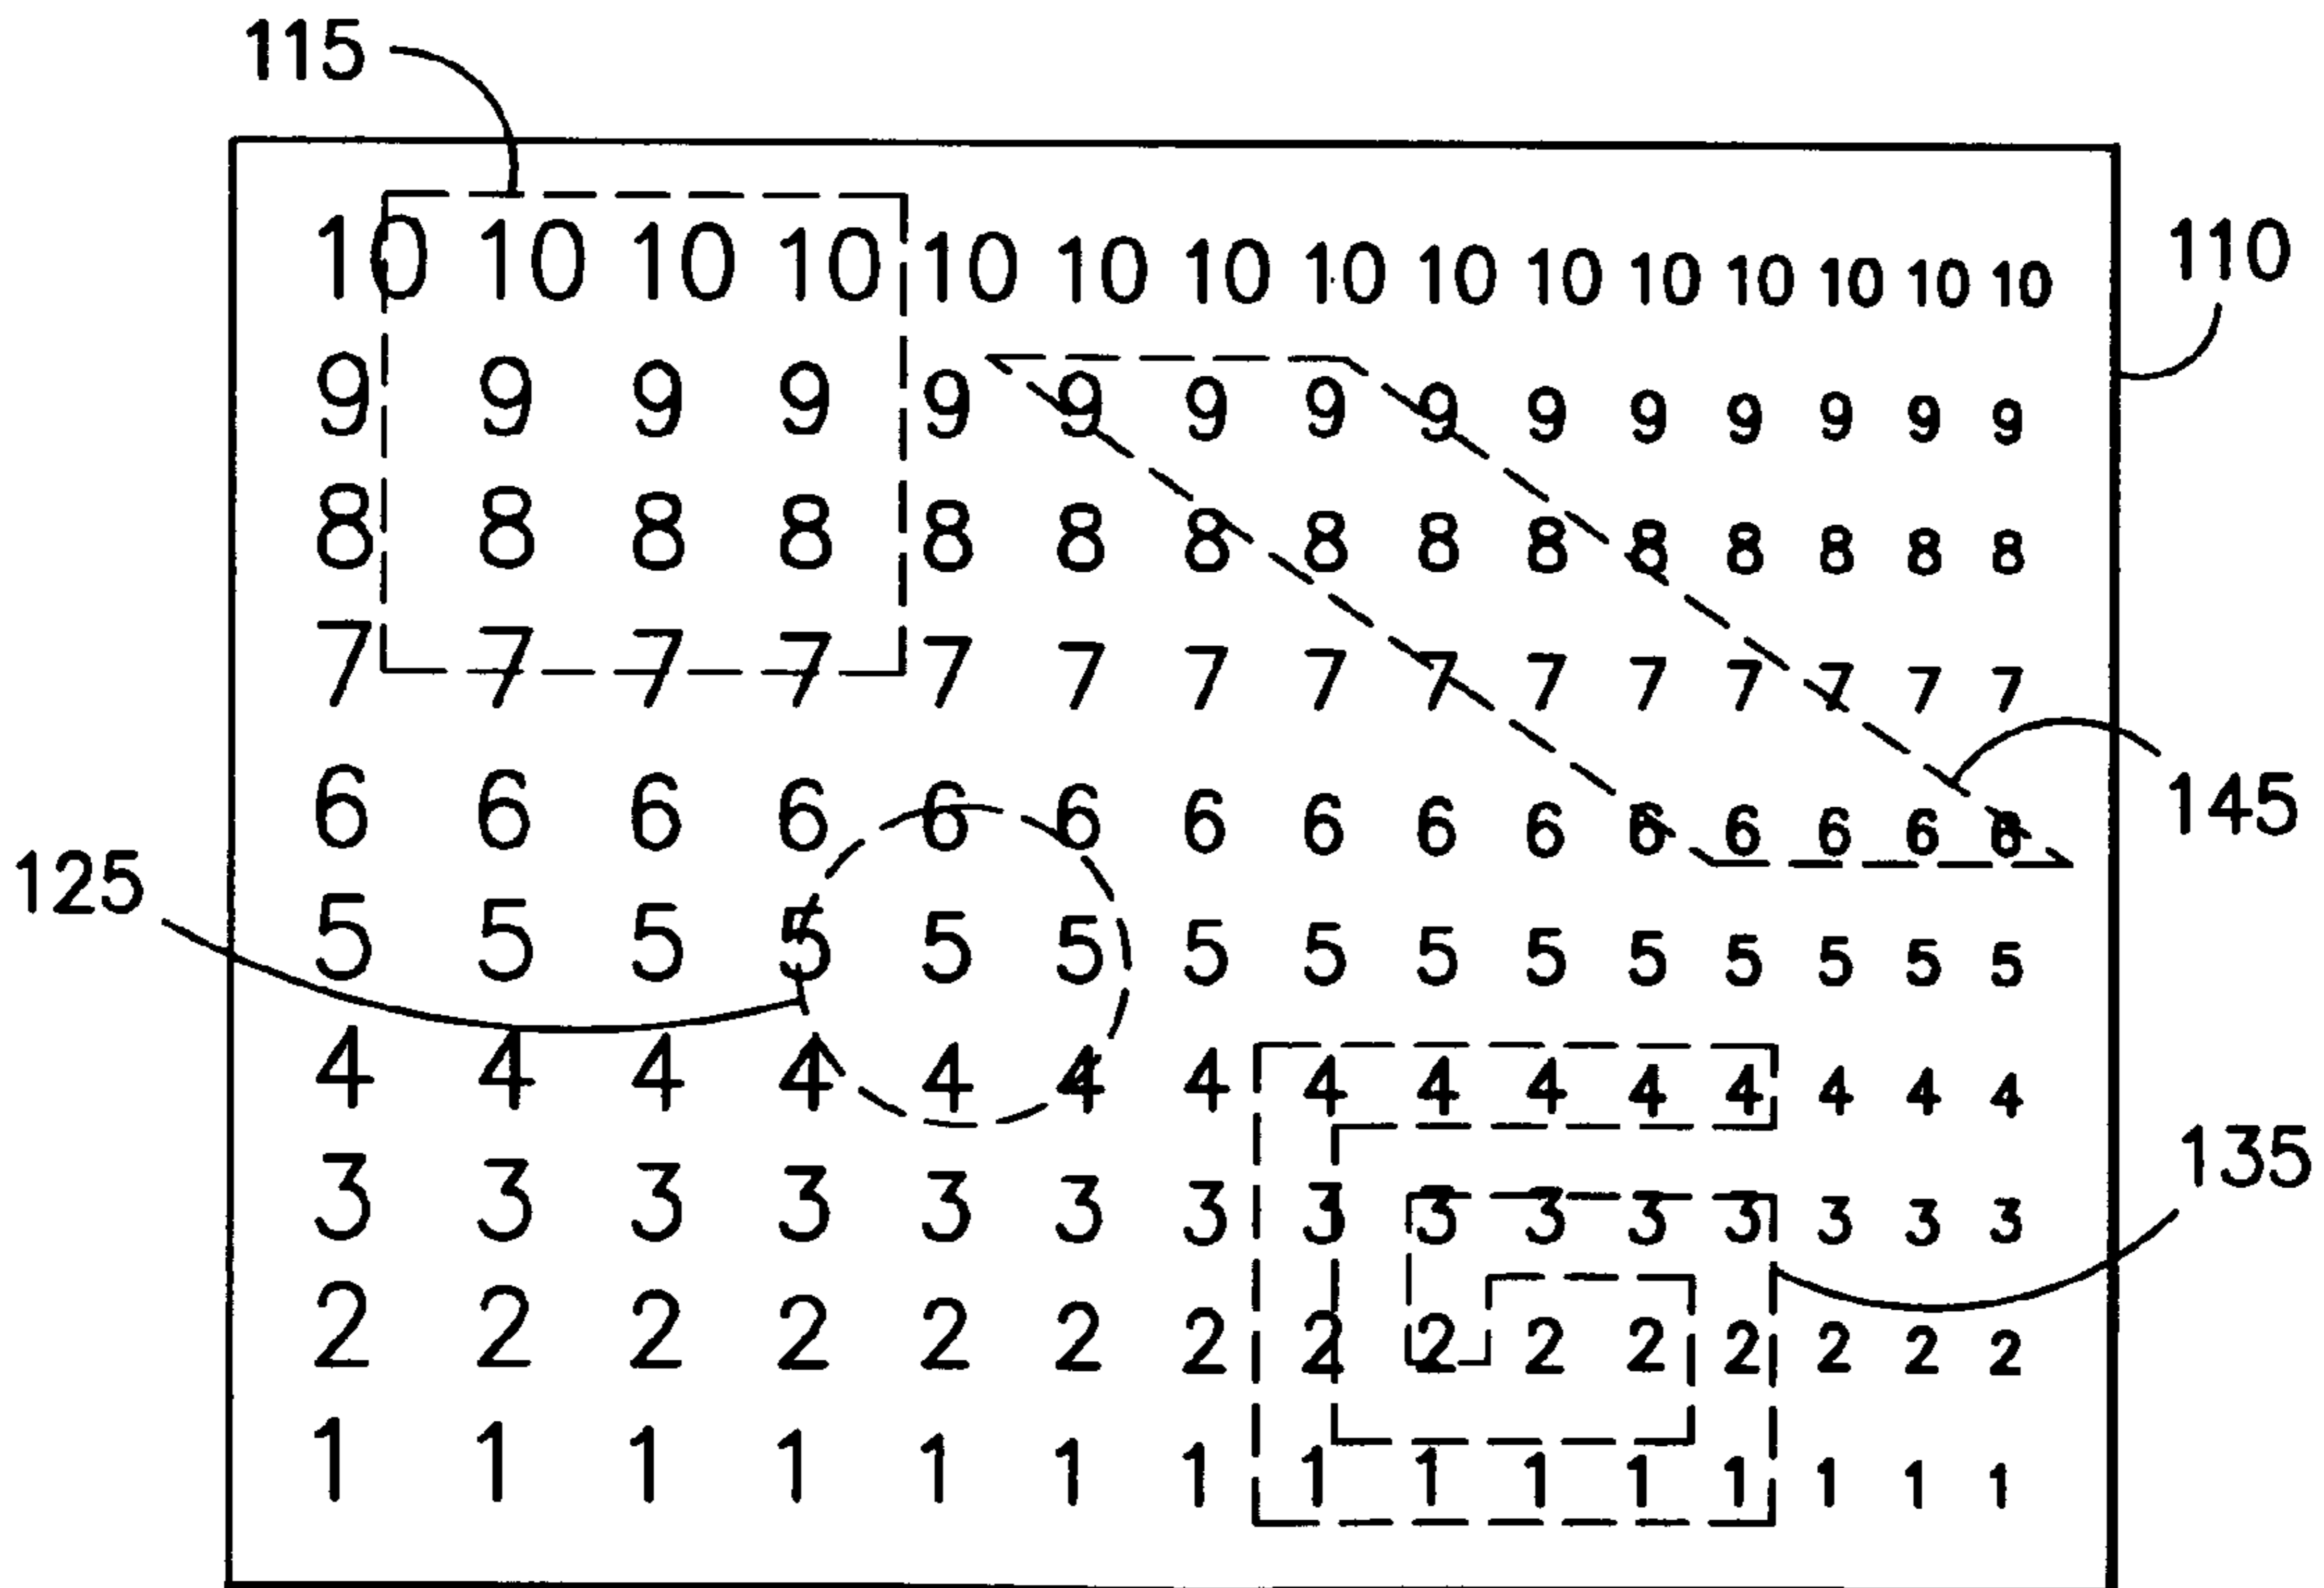 115
10 10 10 10 10 10 10 10 10 10 10 10 10 10 10
110
9 9 9 9 9 9 9 9 9 9 9 9 9 9 9
8 8 8 8 8 8 8 8 8 8 8 8 8 8 8
7 7 7 7 7 7 7 7 7 7 7 7 7 7 7
6 6 6 6 6 6 6 6 6 6 6 6 6 6 6
145
125
5 5 5 5 5 5 5 5 5 5 5 5 5 5 5
4 4 4 4 4 4 4 4 4 4 4 4 4 4 4
135
3 3 3 3 3 3 3 3 3 3 3 3 3 3 3
2 2 2 2 2 2 2 2 2 2 2 2 2 2 2
1 1 1 1 1 1 1 1 1 1 1 1 1 1 1